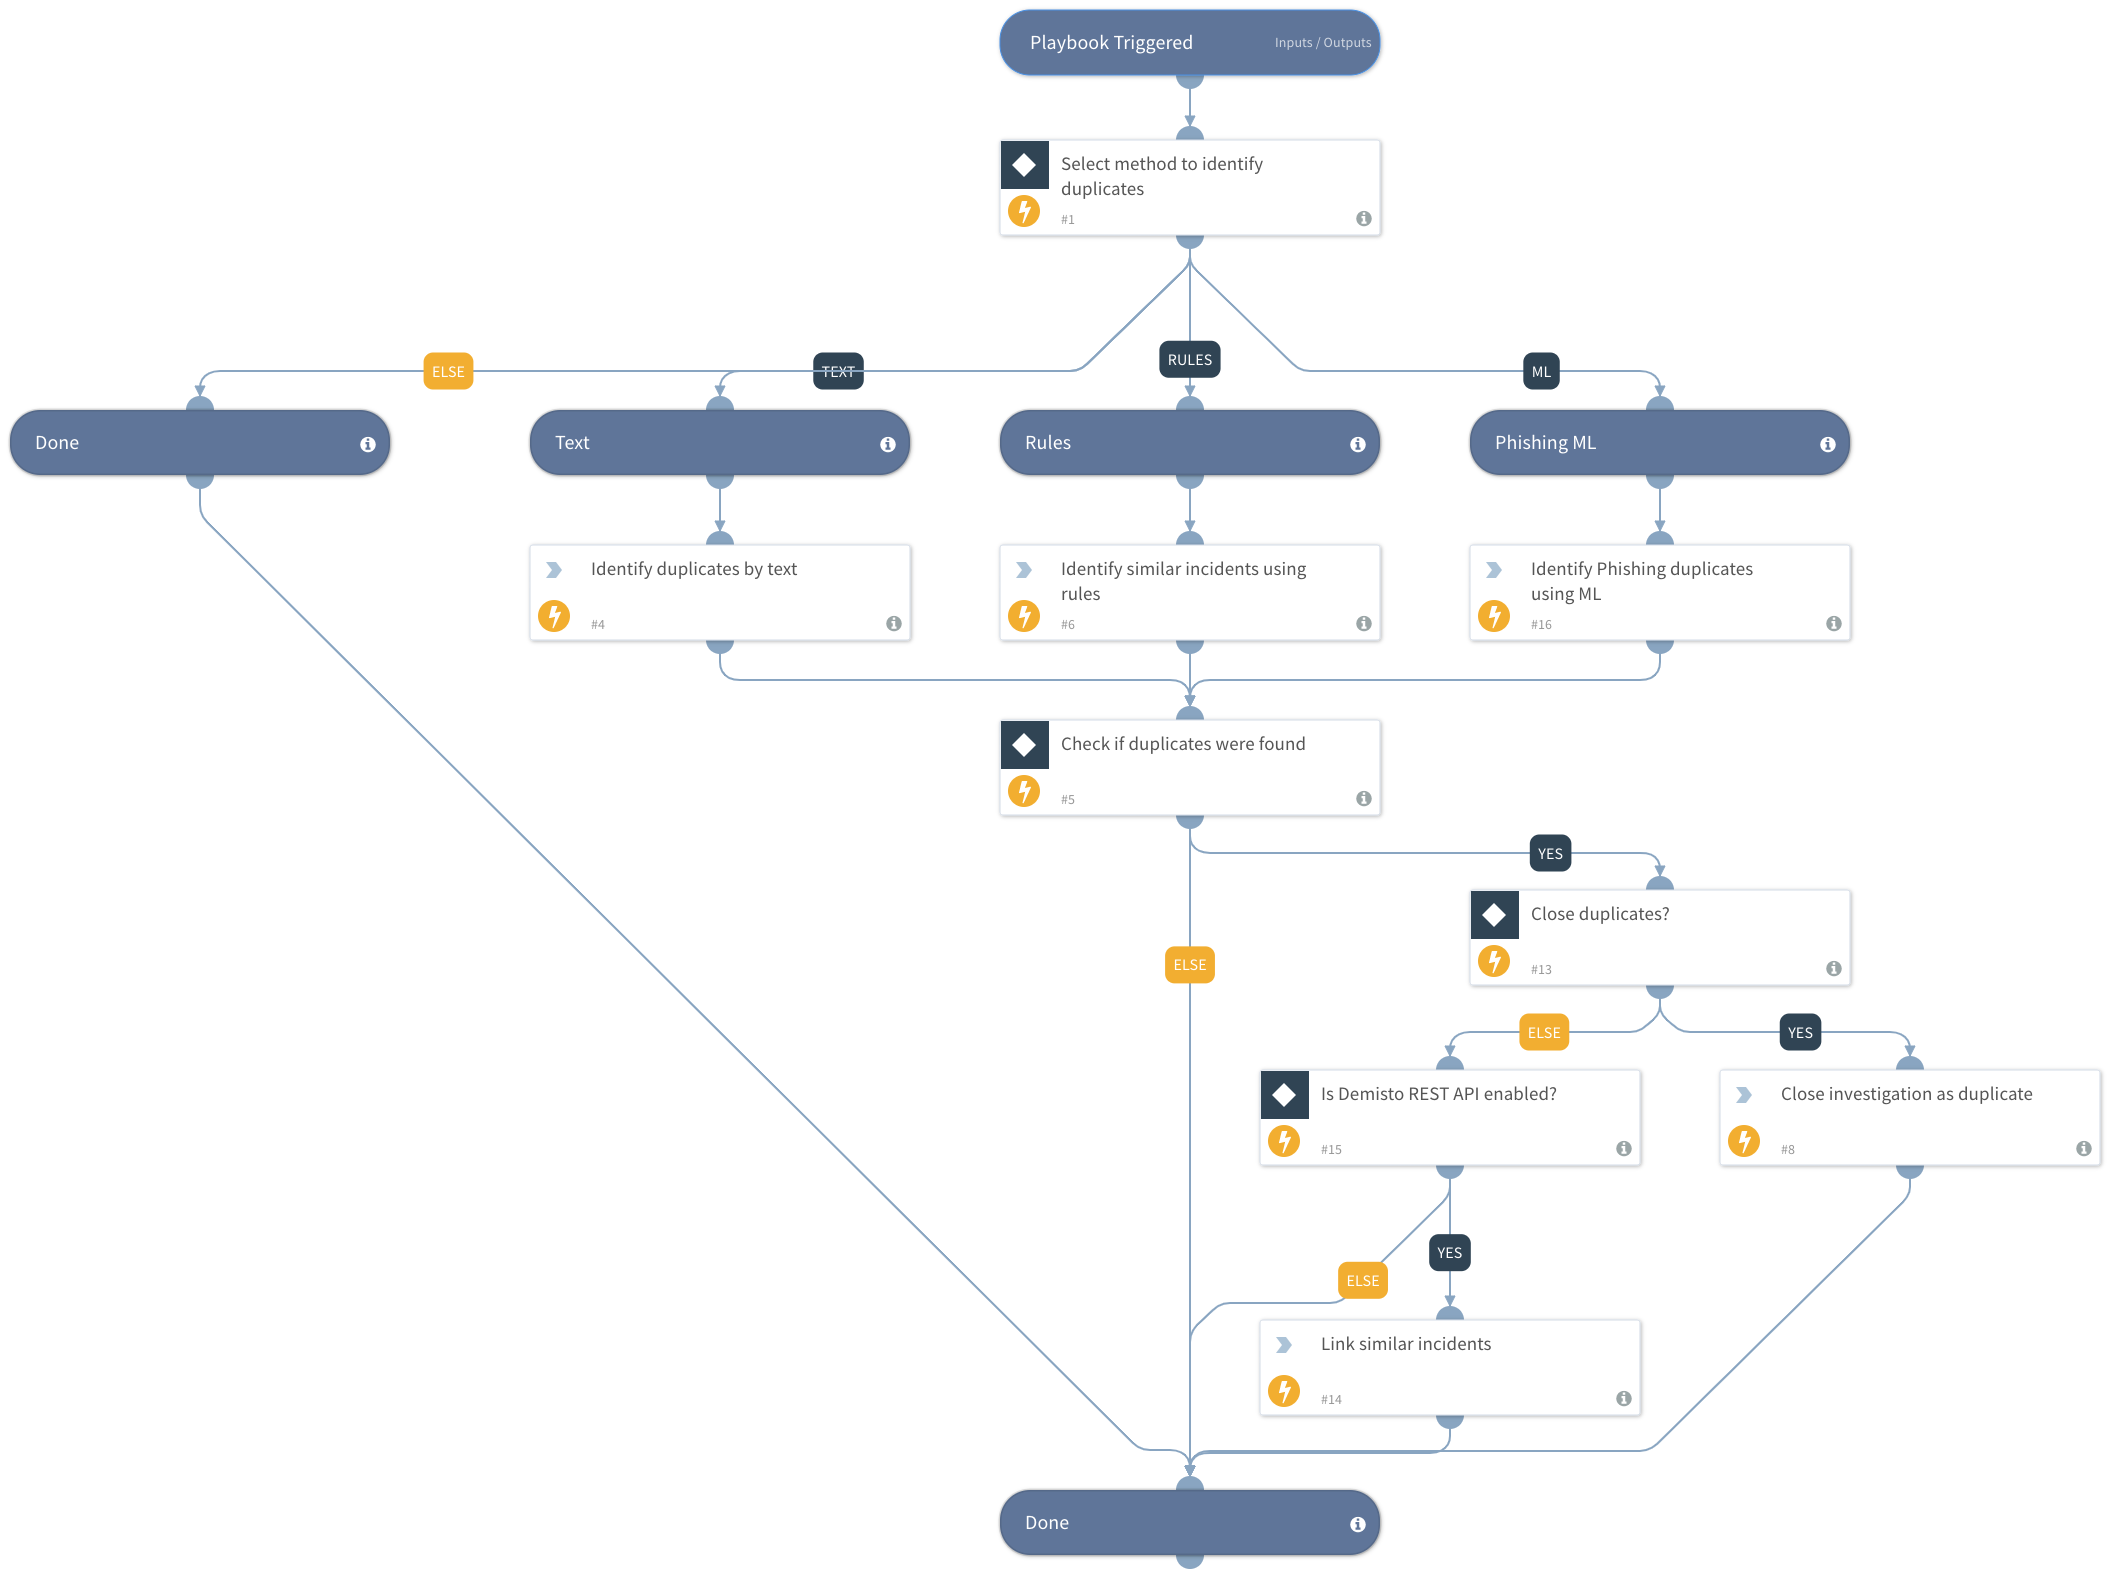 Playbook Triggered
Inputs / Outputs
Select method to identify
duplicates
#1
ELSE
TEXT
RULES
ML
Done
Text
Rules
Phishing ML
Identify duplicates by text
#4
Identify similar incidents using
rules
#6
Identify Phishing duplicates
using ML
#16
Check if duplicates were found
#5
YES
Close duplicates?
#13
ELSE
ELSE
YES
Is Demisto REST API enabled?
#15
Close investigation as duplicate
#8
YES
ELSE
Link similar incidents
#14
Done